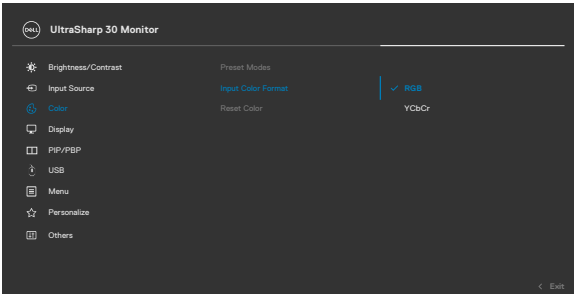 DELL UltraSharp 30 Monitor
Brightness/Contrast
Input Source
Color
Display
PIP/PBP
USB
Menu
Personalize
Others
Preset Modes
Input Color Format
Reset Color
RGB
YCbCr
Exit